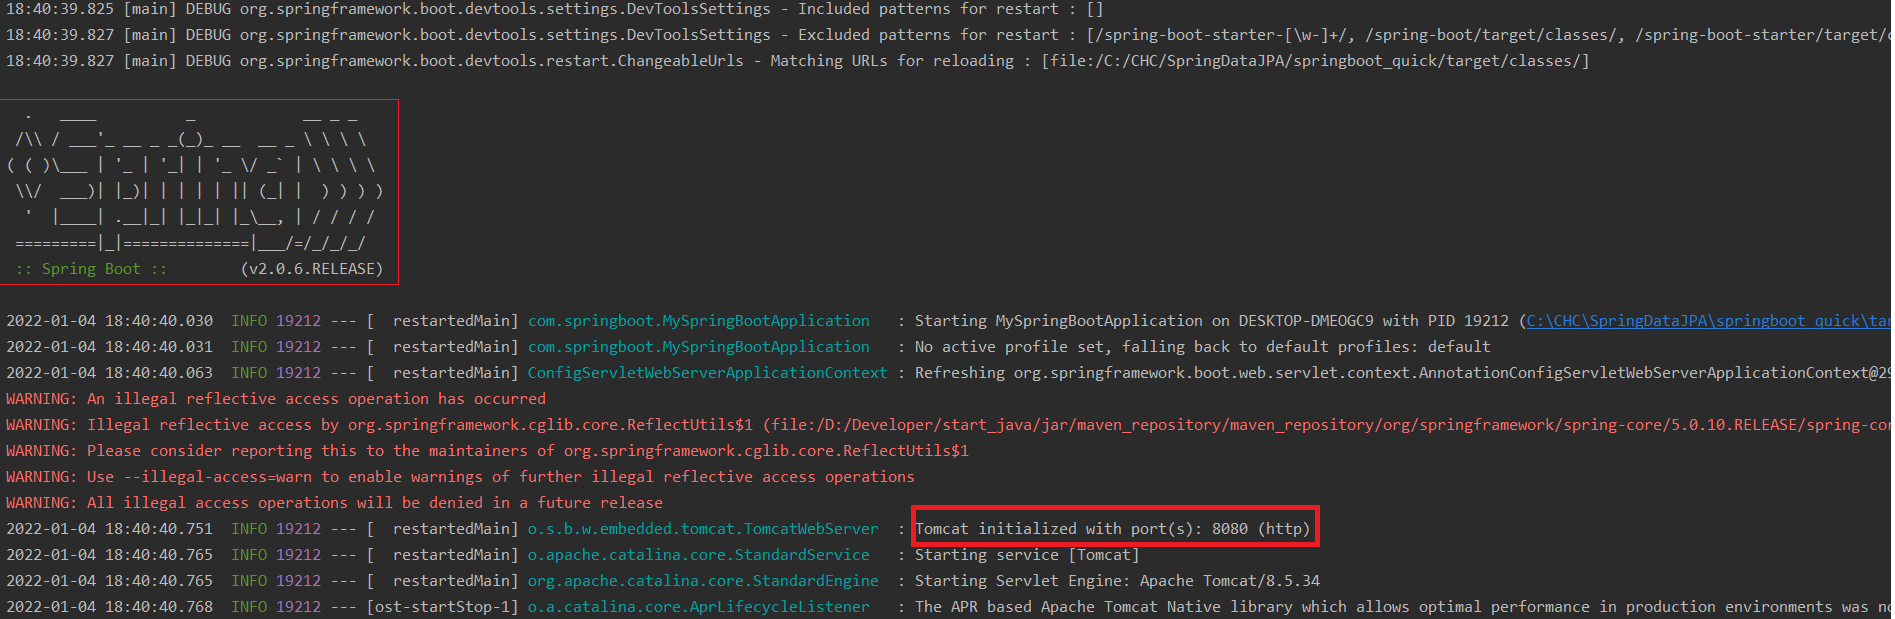 18:40:39.825 [main] DEBUG org.springframework.boot.devtools.settings.DevToolsSettings - Included patterns for restart : []
18:40:39.827 [main] DEBUG org.springframework.boot.devtools.settings.DevToolsSettings - Excluded patterns for restart : [/spring-boot-starter-[\w-]+/, /spring-boot/target/classes/, /spring-boot-starter/target/c
18:40:39.827 [main] DEBUG org.springframework.boot.devtools.restart.ChangeableUrls - Matching URLs for reloading : [file:/C:/CHC/SpringDataJPA/springboot_quick/target/classes/]
  .   ____          _            __ _ _
 /\\ / ___'_ __ _ _(_)_ __  __ _ \ \ \ \
( ( )\___ | '_ | '_| | '_ \/ _` | \ \ \ \
 \\/  ___)| |_)| | | | | || (_| |  ) ) ) )
  '  |____| .__|_| |_|_| |_\__, | / / / /
 =========|_|==============|___/=/_/_/_/
 :: Spring Boot ::        (v2.0.6.RELEASE)
2022-01-04 18:40:40.030  INFO 19212 --- [  restartedMain] com.springboot.MySpringBootApplication   : Starting MySpringBootApplication on DESKTOP-DMEOGC9 with PID 19212 (C:\CHC\SpringDataJPA\springboot_quick\tar
2022-01-04 18:40:40.031  INFO 19212 --- [  restartedMain] com.springboot.MySpringBootApplication   : No active profile set, falling back to default profiles: default
2022-01-04 18:40:40.063  INFO 19212 --- [  restartedMain] ConfigServletWebServerApplicationContext : Refreshing org.springframework.boot.web.servlet.context.AnnotationConfigServletWebServerApplicationContext@29
WARNING: An illegal reflective access operation has occurred
WARNING: Illegal reflective access by org.springframework.cglib.core.ReflectUtils$1 (file:/D:/Developer/start_java/jar/maven_repository/maven_repository/org/springframework/spring-core/5.0.10.RELEASE/spring-cor
WARNING: Please consider reporting this to the maintainers of org.springframework.cglib.core.ReflectUtils$1
WARNING: Use --illegal-access=warn to enable warnings of further illegal reflective access operations
WARNING: All illegal access operations will be denied in a future release
2022-01-04 18:40:40.751  INFO 19212 --- [  restartedMain] o.s.b.w.embedded.tomcat.TomcatWebServer  : Tomcat initialized with port(s): 8080 (http)
2022-01-04 18:40:40.765  INFO 19212 --- [  restartedMain] o.apache.catalina.core.StandardService   : Starting service [Tomcat]
2022-01-04 18:40:40.765  INFO 19212 --- [  restartedMain] org.apache.catalina.core.StandardEngine  : Starting Servlet Engine: Apache Tomcat/8.5.34
2022-01-04 18:40:40.768  INFO 19212 --- [ost-startStop-1] o.a.catalina.core.AprLifecycleListener   : The APR based Apache Tomcat Native library which allows optimal performance in production environments was no